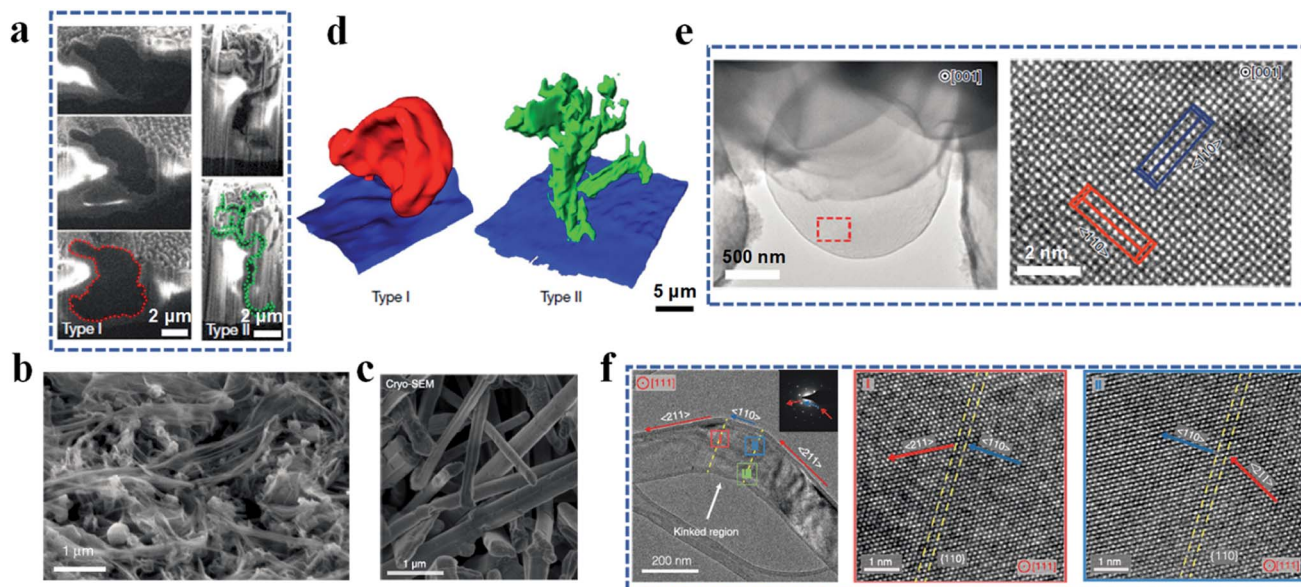 a
Type I
2 μm
Type II
2 μm
d
Type I
Type II
5 μm
e
⊙[001]
500 nm
⊙[001]
<110>
<110>
2 nm
b
1 μm
c
Cryo-SEM
1 μm
f
⊙[111]
<211>
<110>
<211>
I
II
III
Kinked region
200 nm
I
<211>
<110>
{110}
1 nm
⊙[111]
II
<110>
<211>
{110}
1 nm
⊙[111]